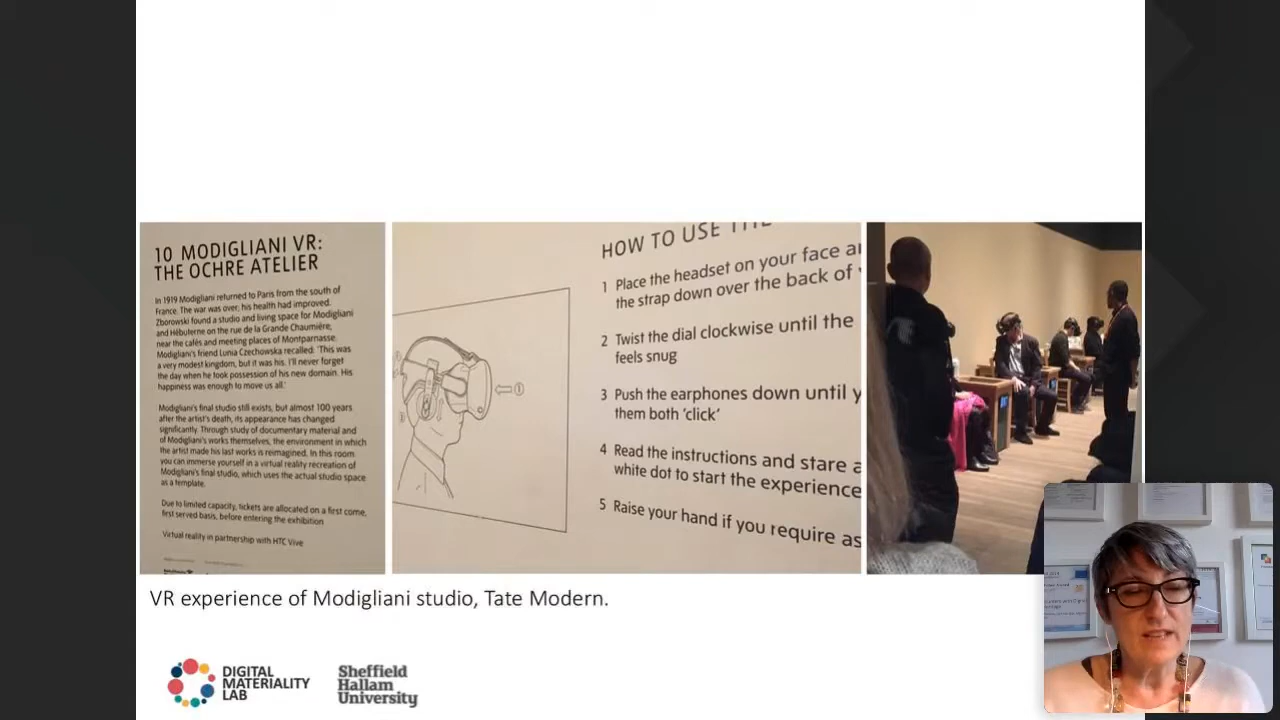 10 MODIGLIANI VR:
THE OCHRE ATELIER
In 1919 Modigliani returned to Paris from the south of
France. The war was over, his health had improved.
Zborowski found a studio and living space for Modigliani
and Hébuterne on the rue de la Grande Chaumière,
near the cafés and meeting places of Montparnasse.
Modigliani's friend Lunia Czechowska recalled: 'This was
a very modest kingdom, but it was his. I'll never forget
the day when he took possession of his new domain. His
happiness was enough to move us all.'
Modigliani's final studio still exists, but almost 100 years
after the artist's death, its appearance has changed
significantly. Through study of documentary material and
of Modigliani's works themselves, the environment in which
the artist made his last works is reimagined. In this room
you can immerse yourself in a virtual reality recreation of
Modigliani's final studio, which uses the actual studio space
as a template.
Due to limited capacity, tickets are allocated on a first come,
first served basis, before entering the exhibition
Virtual reality in partnership with HTC Vive
HOW TO USE THE
1 Place the headset on your face a
the strap down over the back of
2 Twist the dial clockwise until the
feels snug
3 Push the earphones down until y
them both 'click'
4 Read the instructions and stare a
white dot to start the experience
5 Raise your hand if you require as
1
VR experience of Modigliani studio, Tate Modern.
DIGITAL
MATERIALITY
LAB
Sheffield
Hallam
University